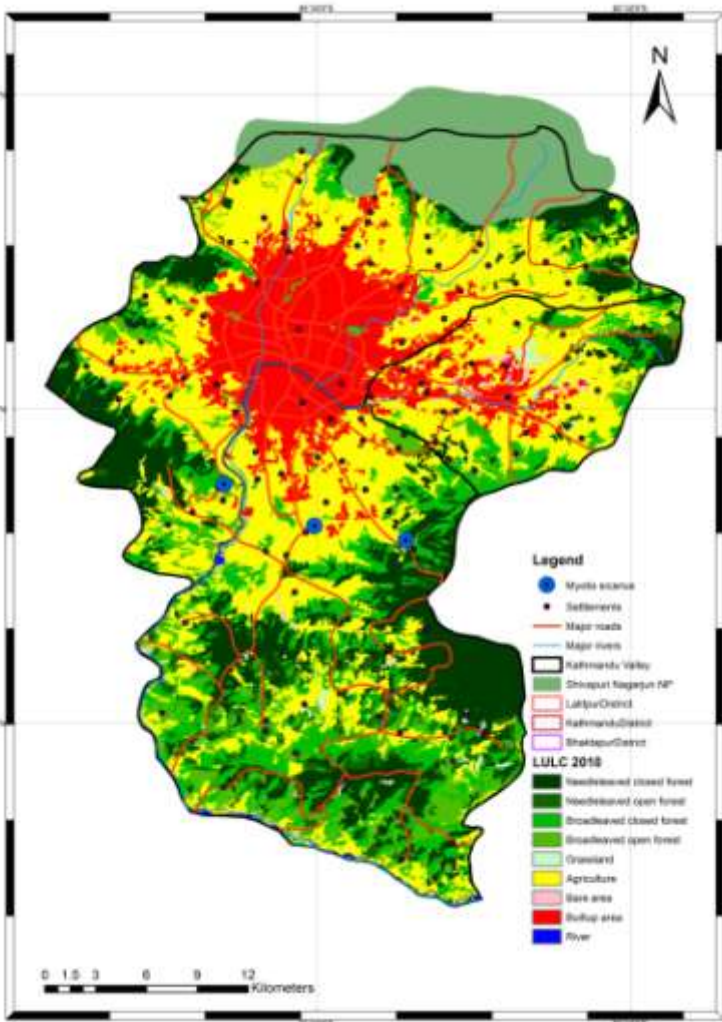 N
Legend
Myotis sicarius
Settlements
Major roads
Major rivers
Kathmandu Valley
Shivapuri Nagarjun NP
LalitpurDistrict
KathmanduDistrict
BhaktapurDistrict
LULC 2010
Needleleaved closed forest
Needleleaved open forest
Broadleaved closed forest
Broadleaved open forest
Grassland
Agriculture
Bare area
Builtup area
River
0 1.5 3 6 9 12
Kilometers